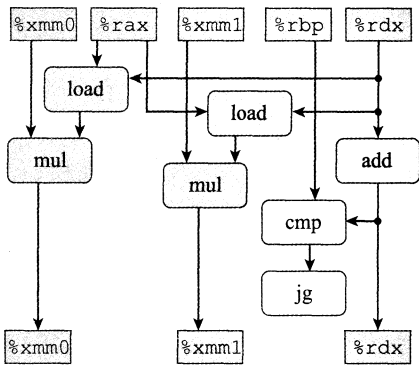 %xmm0 %rax %xmm1 %rbp %rdx
load
load
mul add
mul
cmp
jg
%xmm0 %xmm1 %rdx